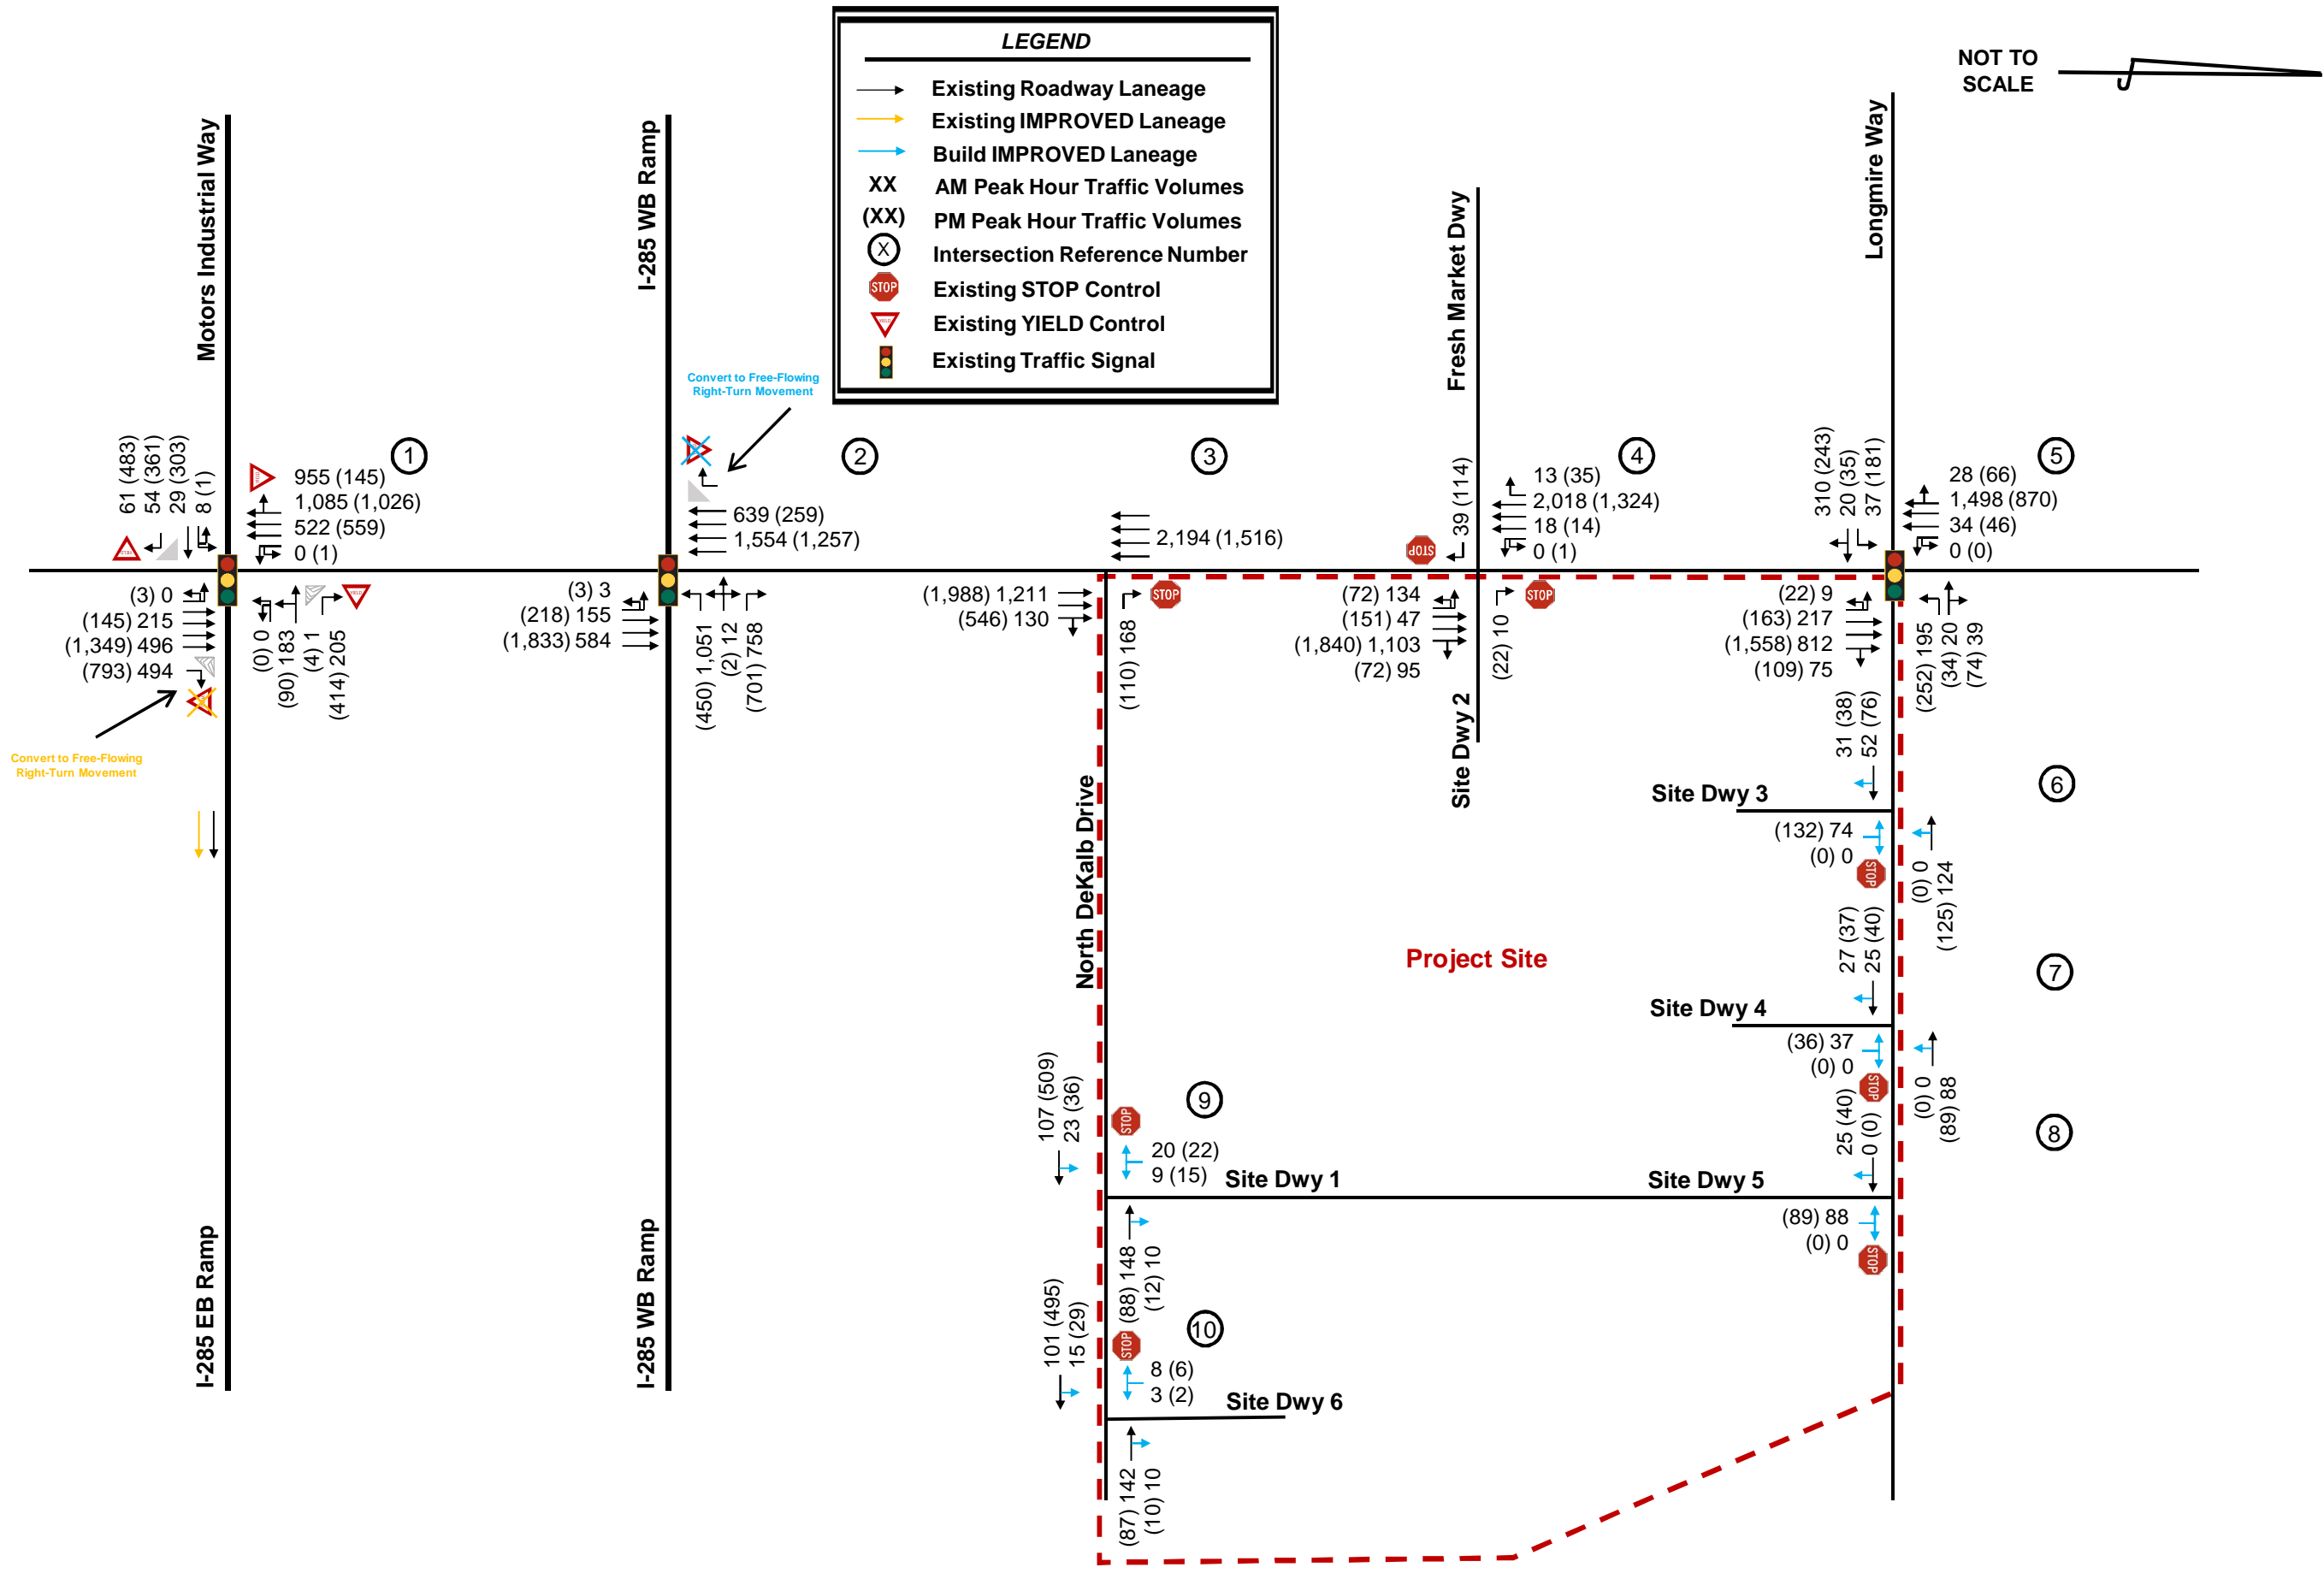 LEGEND
Existing Roadway Laneage
Existing IMPROVED Laneage
Build IMPROVED Laneage
XX AM Peak Hour Traffic Volumes
(XX) PM Peak Hour Traffic Volumes
X Intersection Reference Number
STOP Existing STOP Control
Existing YIELD Control
Existing Traffic Signal
NOT TO
SCALE
Motors Industrial Way
I-285 WB Ramp
Fresh Market Dwy
Longmire Way
Convert to Free-Flowing
Right-Turn Movement
1
2
3
4
5
61 (483)
54 (361)
29 (303)
8 (1)
955 (145)
1,085 (1,026)
522 (559)
0 (1)
639 (259)
1,554 (1,257)
2,194 (1,516)
39 (114)
STOP
13 (35)
2,018 (1,324)
18 (14)
0 (1)
310 (243)
20 (35)
37 (181)
28 (66)
1,498 (870)
34 (46)
0 (0)
(3) 0
(145) 215
(1,349) 496
(793) 494
(0) 0
(90) 183
(4) 1
(414) 205
YIELD
(3) 3
(218) 155
(1,833) 584
(450) 1,051
(2) 12
(701) 758
(1,988) 1,211
(546) 130
STOP
(110) 168
(72) 134
(151) 47
(1,840) 1,103
(72) 95
STOP
(22) 10
(22) 9
(163) 217
(1,558) 812
(109) 75
(252) 195
(34) 20
(74) 39
Convert to Free-Flowing
Right-Turn Movement
Site Dwy 2
31 (38)
52 (76)
6
Site Dwy 3
(132) 74
(0) 0
STOP
(0) 0
(125) 124
North DeKalb Drive
Project Site
27 (37)
25 (40)
7
Site Dwy 4
(36) 37
(0) 0
STOP
(0) 0
(89) 88
8
107 (509)
23 (36)
STOP
9
20 (22)
9 (15)
Site Dwy 1
25 (40)
0 (0)
Site Dwy 5
(89) 88
(0) 0
STOP
I-285 EB Ramp
I-285 WB Ramp
(88) 148
(12) 10
101 (495)
15 (29)
STOP
10
8 (6)
3 (2)
Site Dwy 6
(87) 142
(10) 10